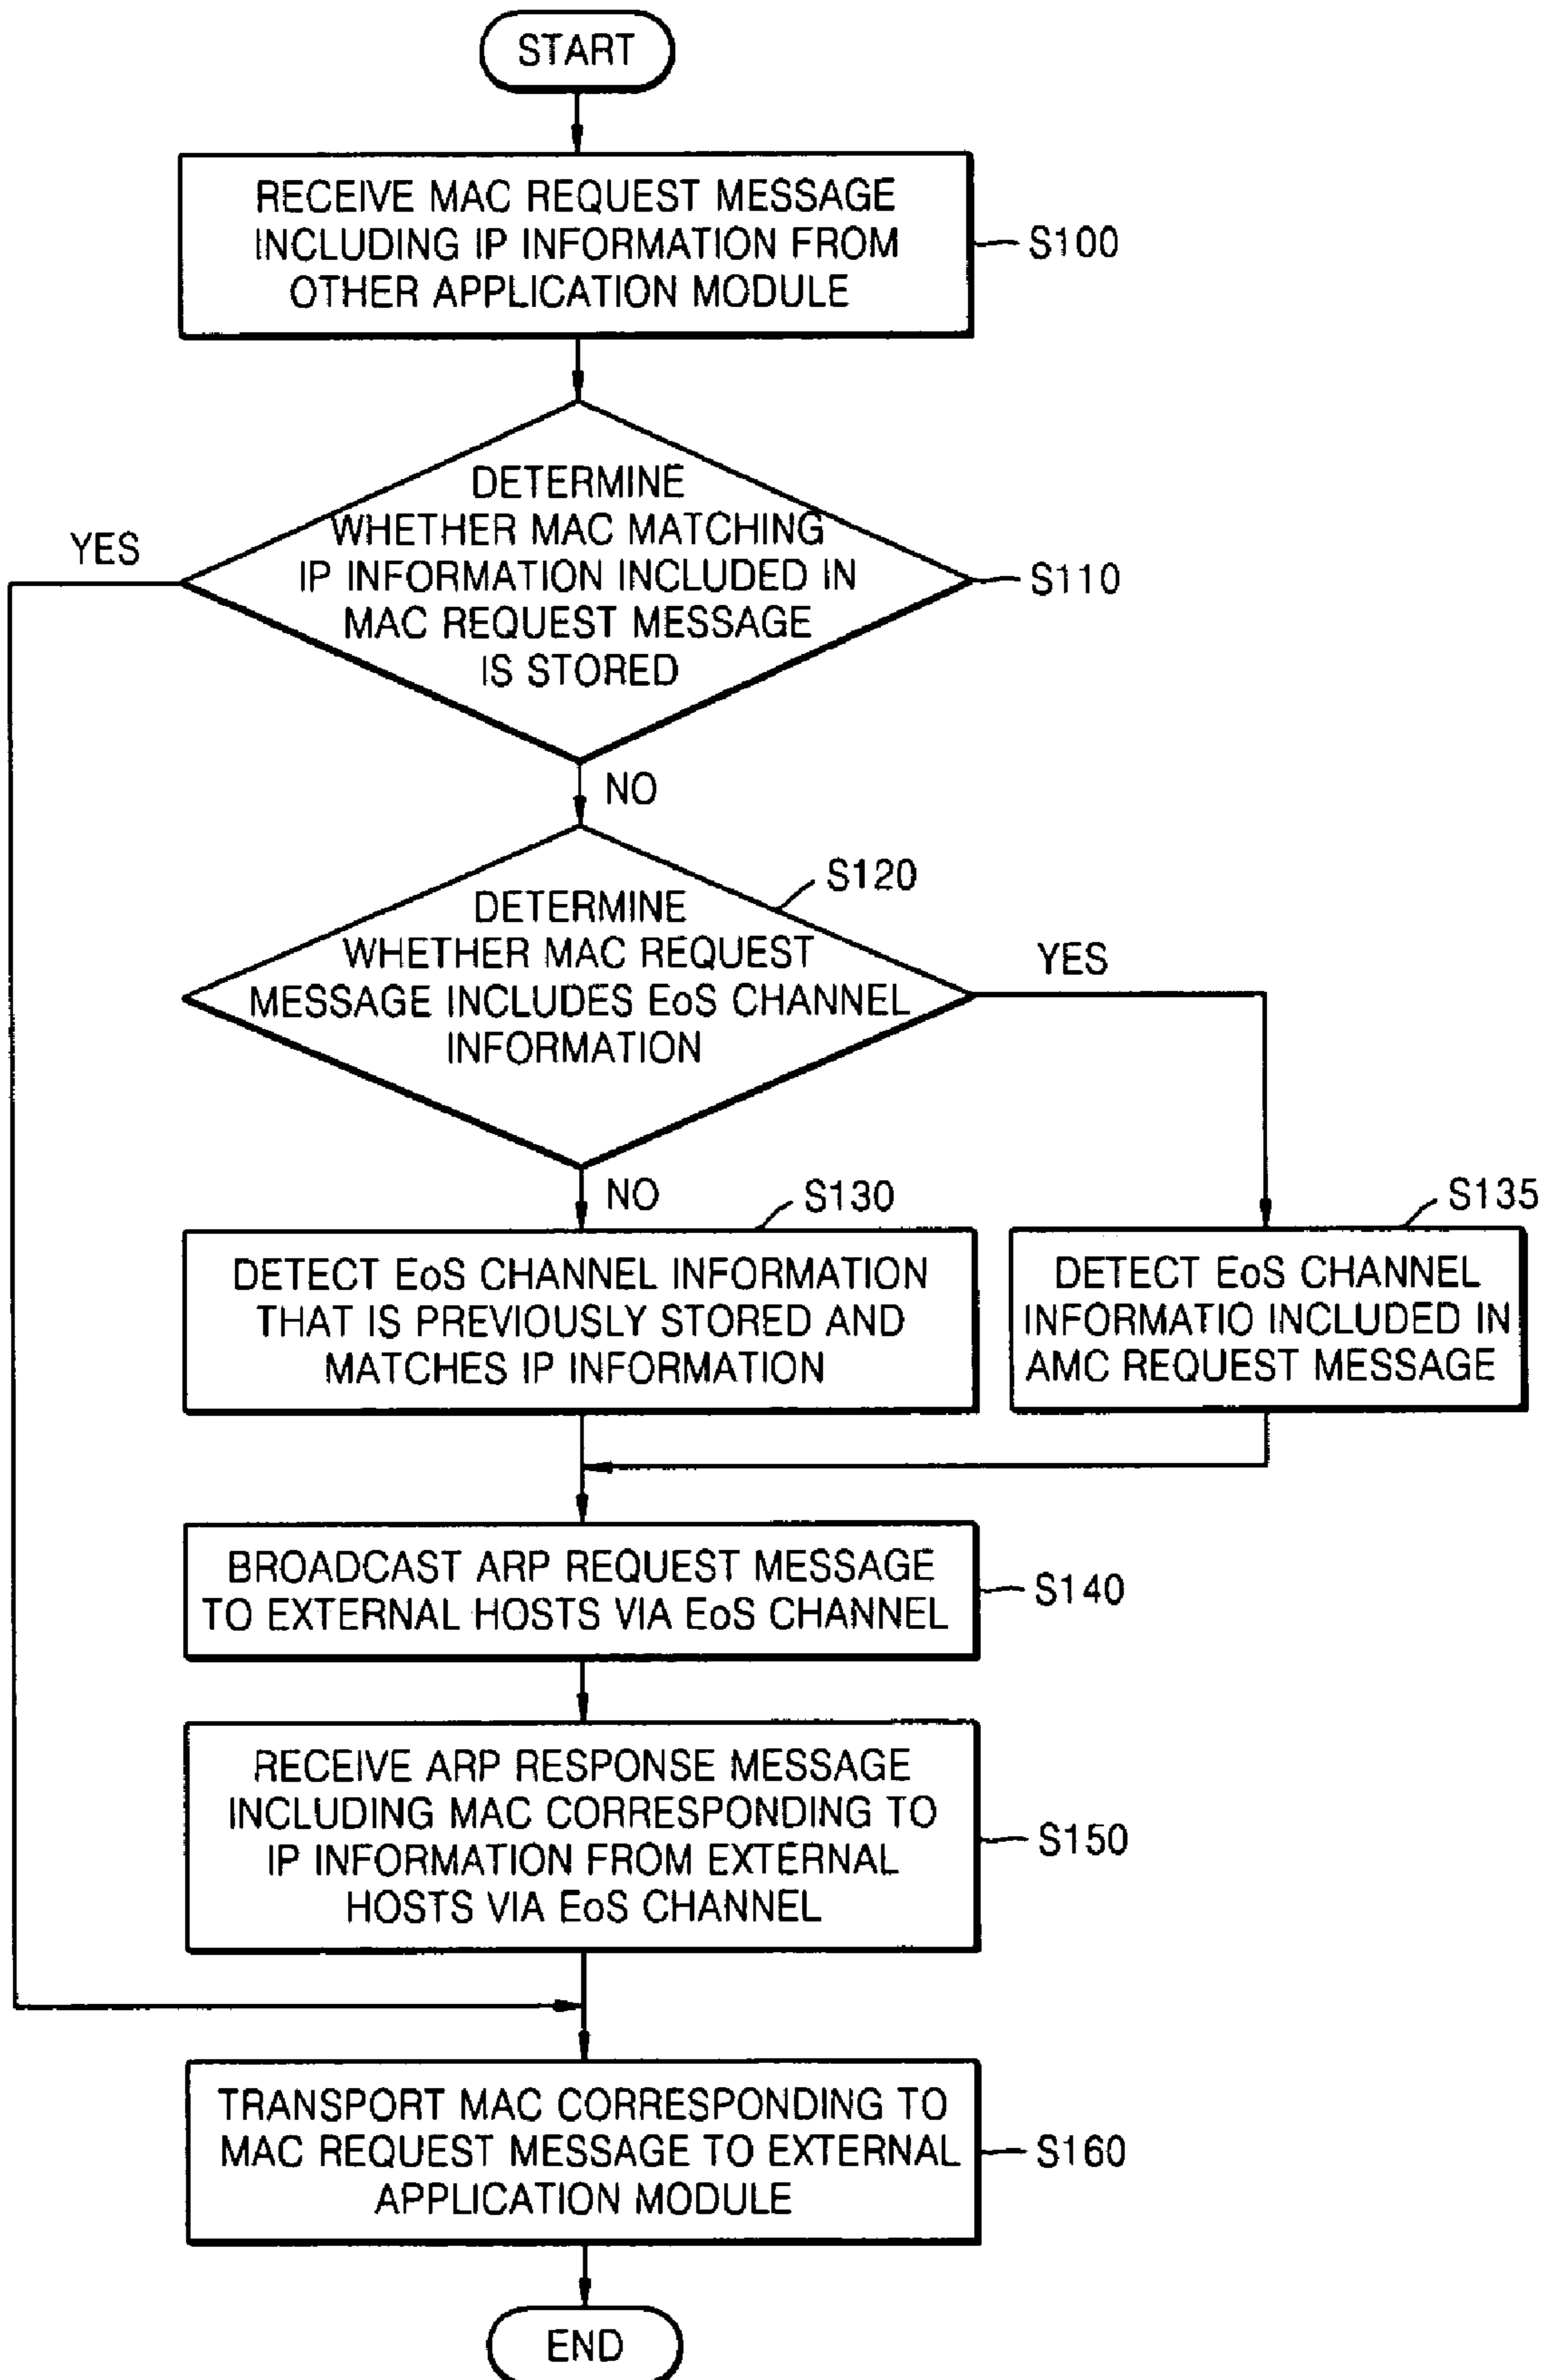 START
RECEIVE MAC REQUEST MESSAGE
INCLUDING IP INFORMATION FROM
OTHER APPLICATION MODULE
S100
DETERMINE
WHETHER MAC MATCHING
IP INFORMATION INCLUDED IN
MAC REQUEST MESSAGE
IS STORED
YES
S110
NO
S120
DETERMINE
WHETHER MAC REQUEST
MESSAGE INCLUDES EoS CHANNEL
INFORMATION
YES
NO
S130
DETECT EoS CHANNEL INFORMATION
THAT IS PREVIOUSLY STORED AND
MATCHES IP INFORMATION
S135
DETECT EoS CHANNEL
INFORMATIO INCLUDED IN
AMC REQUEST MESSAGE
BROADCAST ARP REQUEST MESSAGE
TO EXTERNAL HOSTS VIA EoS CHANNEL
S140
RECEIVE ARP RESPONSE MESSAGE
INCLUDING MAC CORRESPONDING TO
IP INFORMATION FROM EXTERNAL
HOSTS VIA EoS CHANNEL
S150
TRANSPORT MAC CORRESPONDING TO
MAC REQUEST MESSAGE TO EXTERNAL
APPLICATION MODULE
S160
END